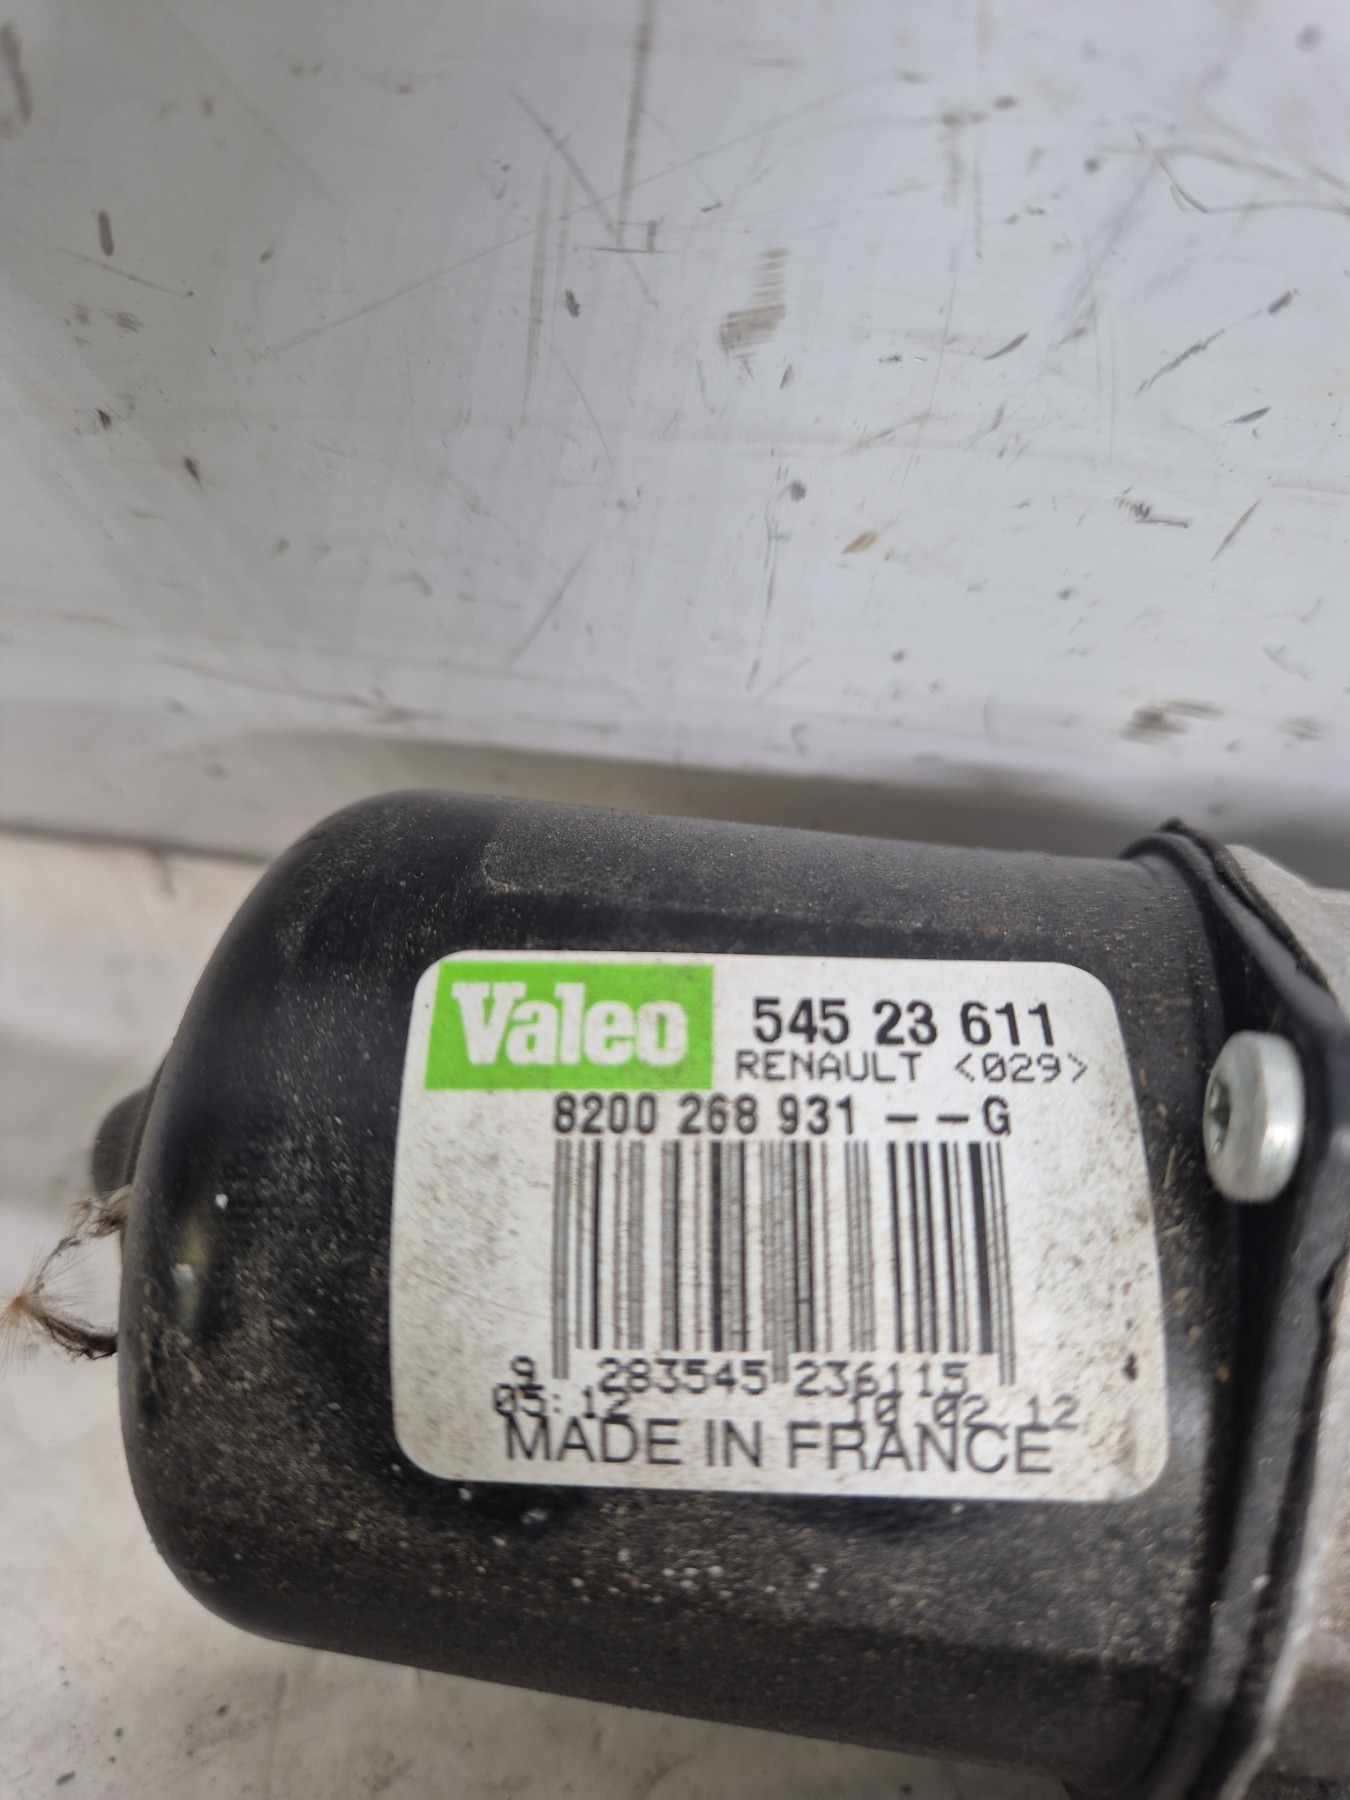 Valeo 545 23 611
RENAULT <029>
8200 268 931 - - G
9 283545 236115
05:12 10 02 12
MADE IN FRANCE